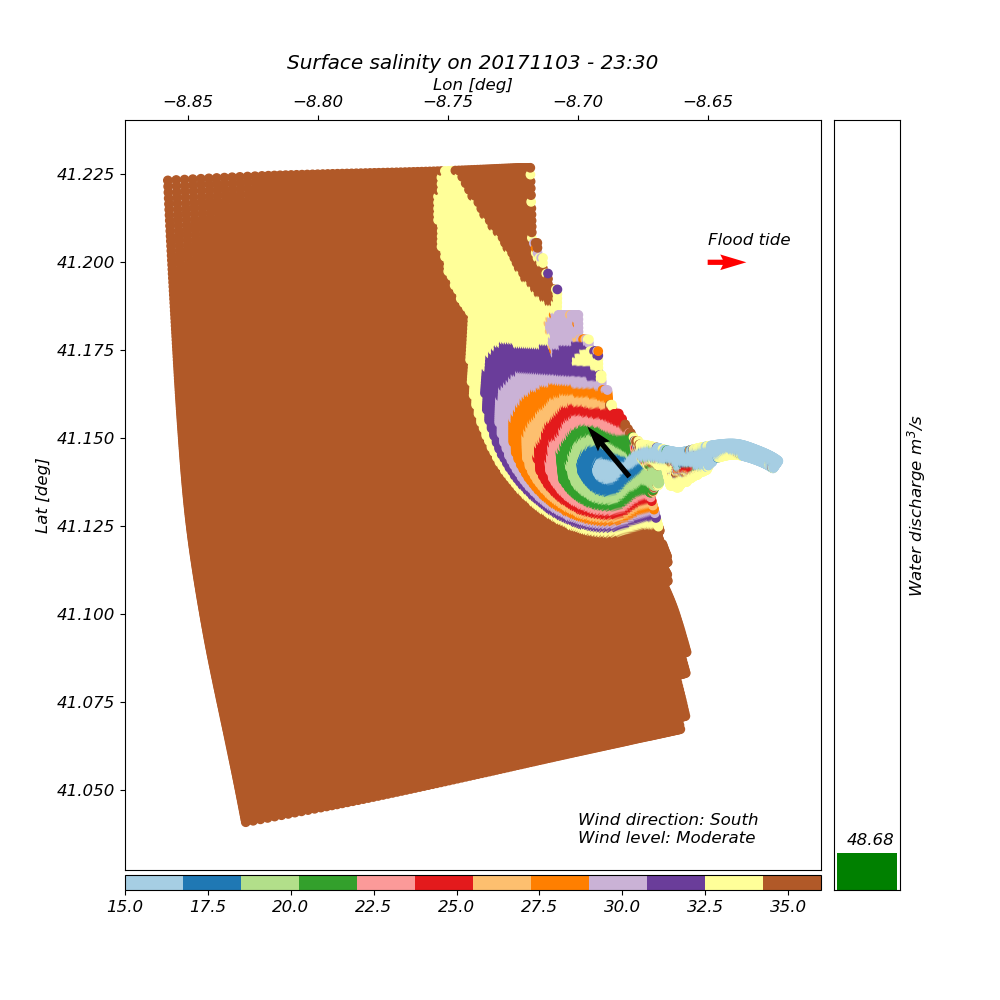 Surface salinity on 20171103 - 23:30
Lon [deg]
−8.85 −8.80 −8.75 −8.70 −8.65
41.225
41.200
41.175
41.150
41.125
41.100
41.075
41.050
Lat [deg]
Flood tide
Wind direction: South
Wind level: Moderate
15.0 17.5 20.0 22.5 25.0 27.5 30.0 32.5 35.0
48.68
Water discharge m³/s